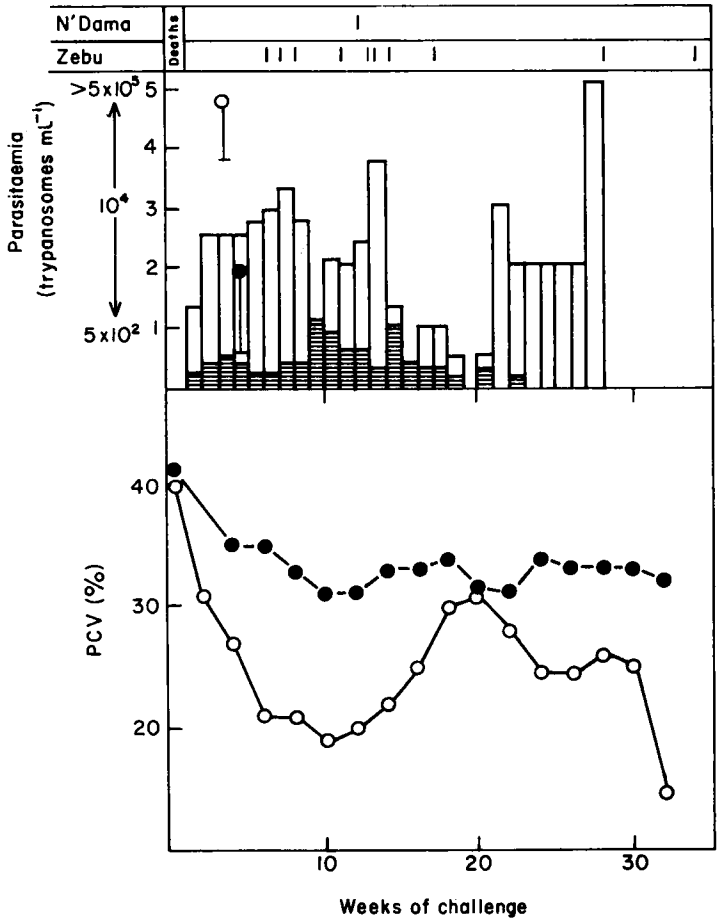 N'Dama
Zebu
Deaths
Parasitaemia
(trypanosomes ml⁻¹)
>5x10⁵
10⁴
5x10²
5
4
3
2
1
PCV (%)
40
30
20
10 20 30
Weeks of challenge